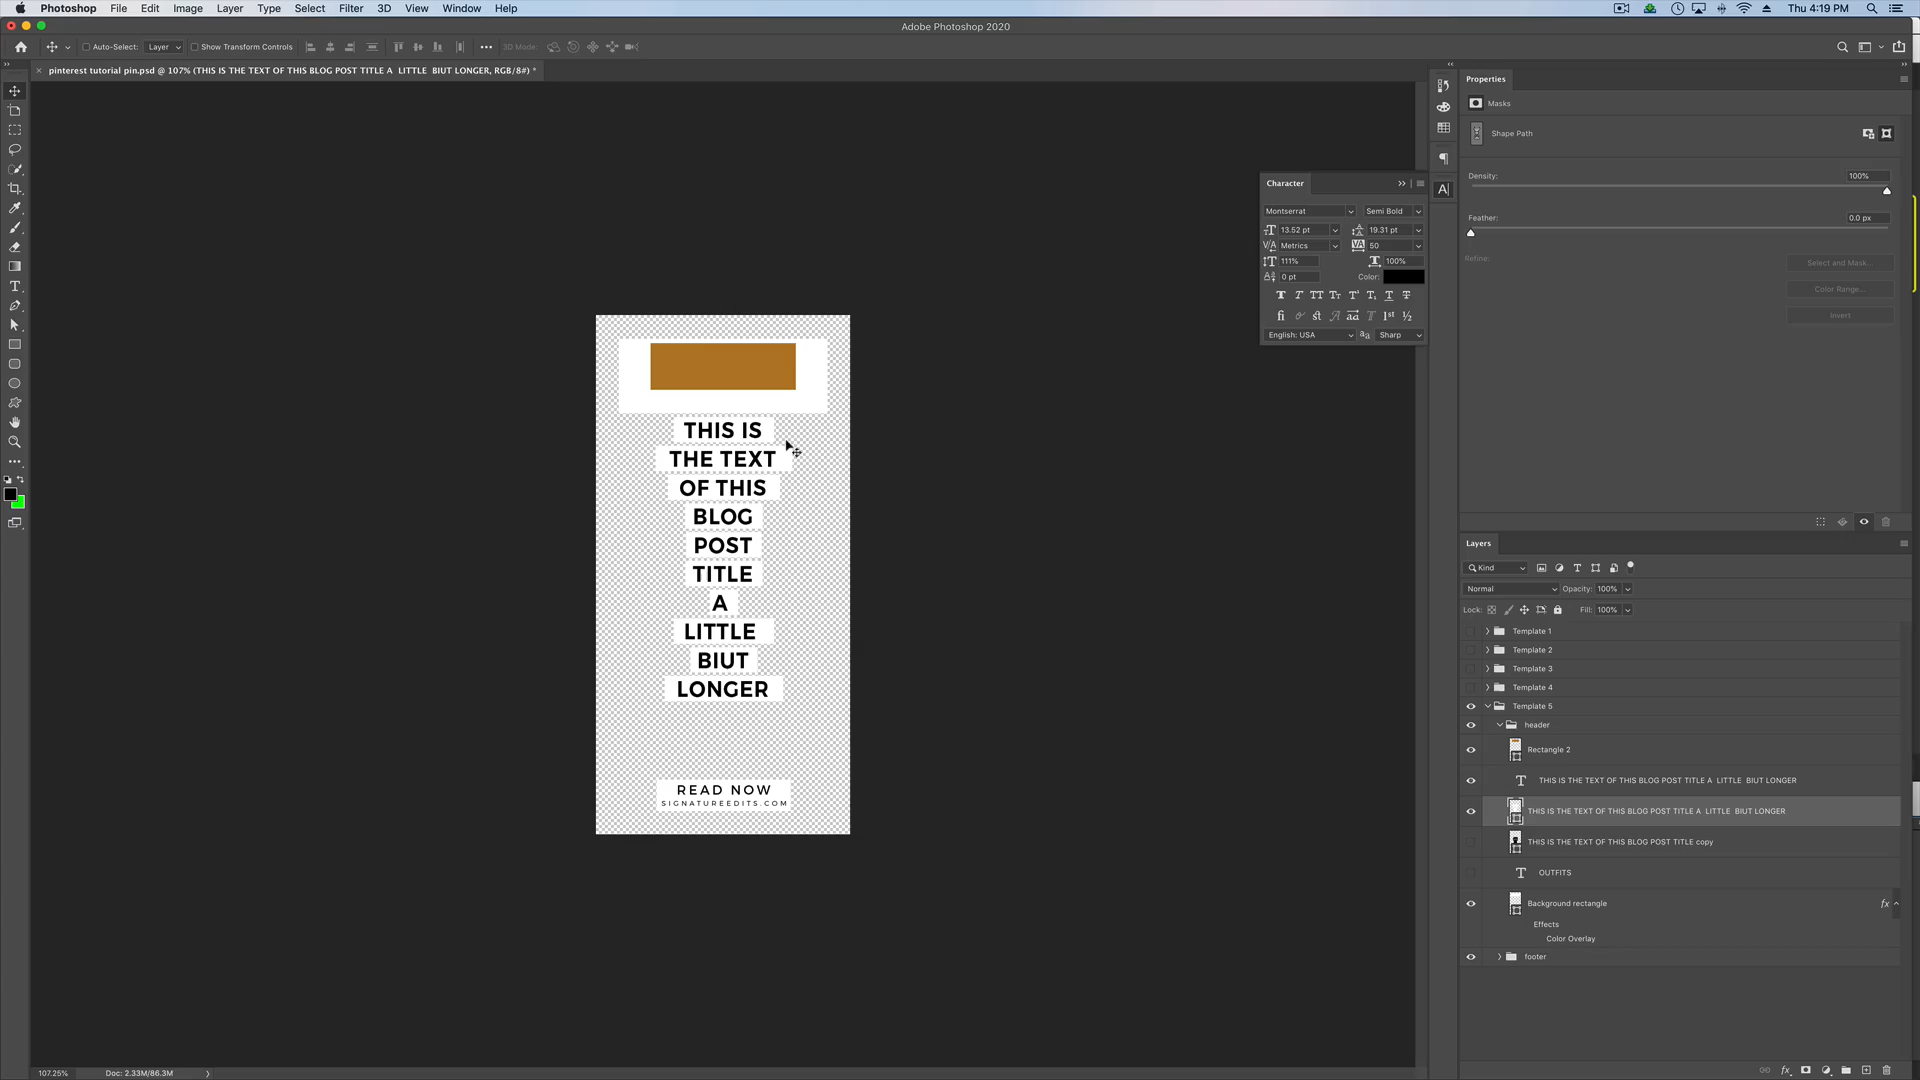 Photoshop File Edit Image Layer Type Select Filter 3D View Window Help Thu 4:19 PM
Adobe Photoshop 2020
Auto-Select: Layer Show Transform Controls 3D Mode:
pinterest tutorial pin.psd @ 107% (THIS IS THE TEXT OF THIS BLOG POST TITLE A LITTLE BIUT LONGER, RGB/8#) *
Properties
Masks
Shape Path
Density: 100%
Feather: 0.0 px
Refine:
Select and Mask...
Color Range...
Invert
Character
Montserrat Semi Bold
13.52 pt 19.31 pt
Metrics 50
111% 100%
0 pt Color:
English: USA Sharp
THIS IS
THE TEXT
OF THIS
BLOG
POST
TITLE
A
LITTLE
BIUT
LONGER
READ NOW
SIGNATUREEDITS.COM
Layers
Kind
Normal Opacity: 100%
Lock: Fill: 100%
Template 1
Template 2
Template 3
Template 4
Template 5
header
Rectangle 2
THIS IS THE TEXT OF THIS BLOG POST TITLE A LITTLE BIUT LONGER
THIS IS THE TEXT OF THIS BLOG POST TITLE A LITTLE BIUT LONGER
THIS IS THE TEXT OF THIS BLOG POST TITLE copy
OUTFITS
Background rectangle fx
Effects
Color Overlay
footer
107.25% Doc: 2.33M/86.3M